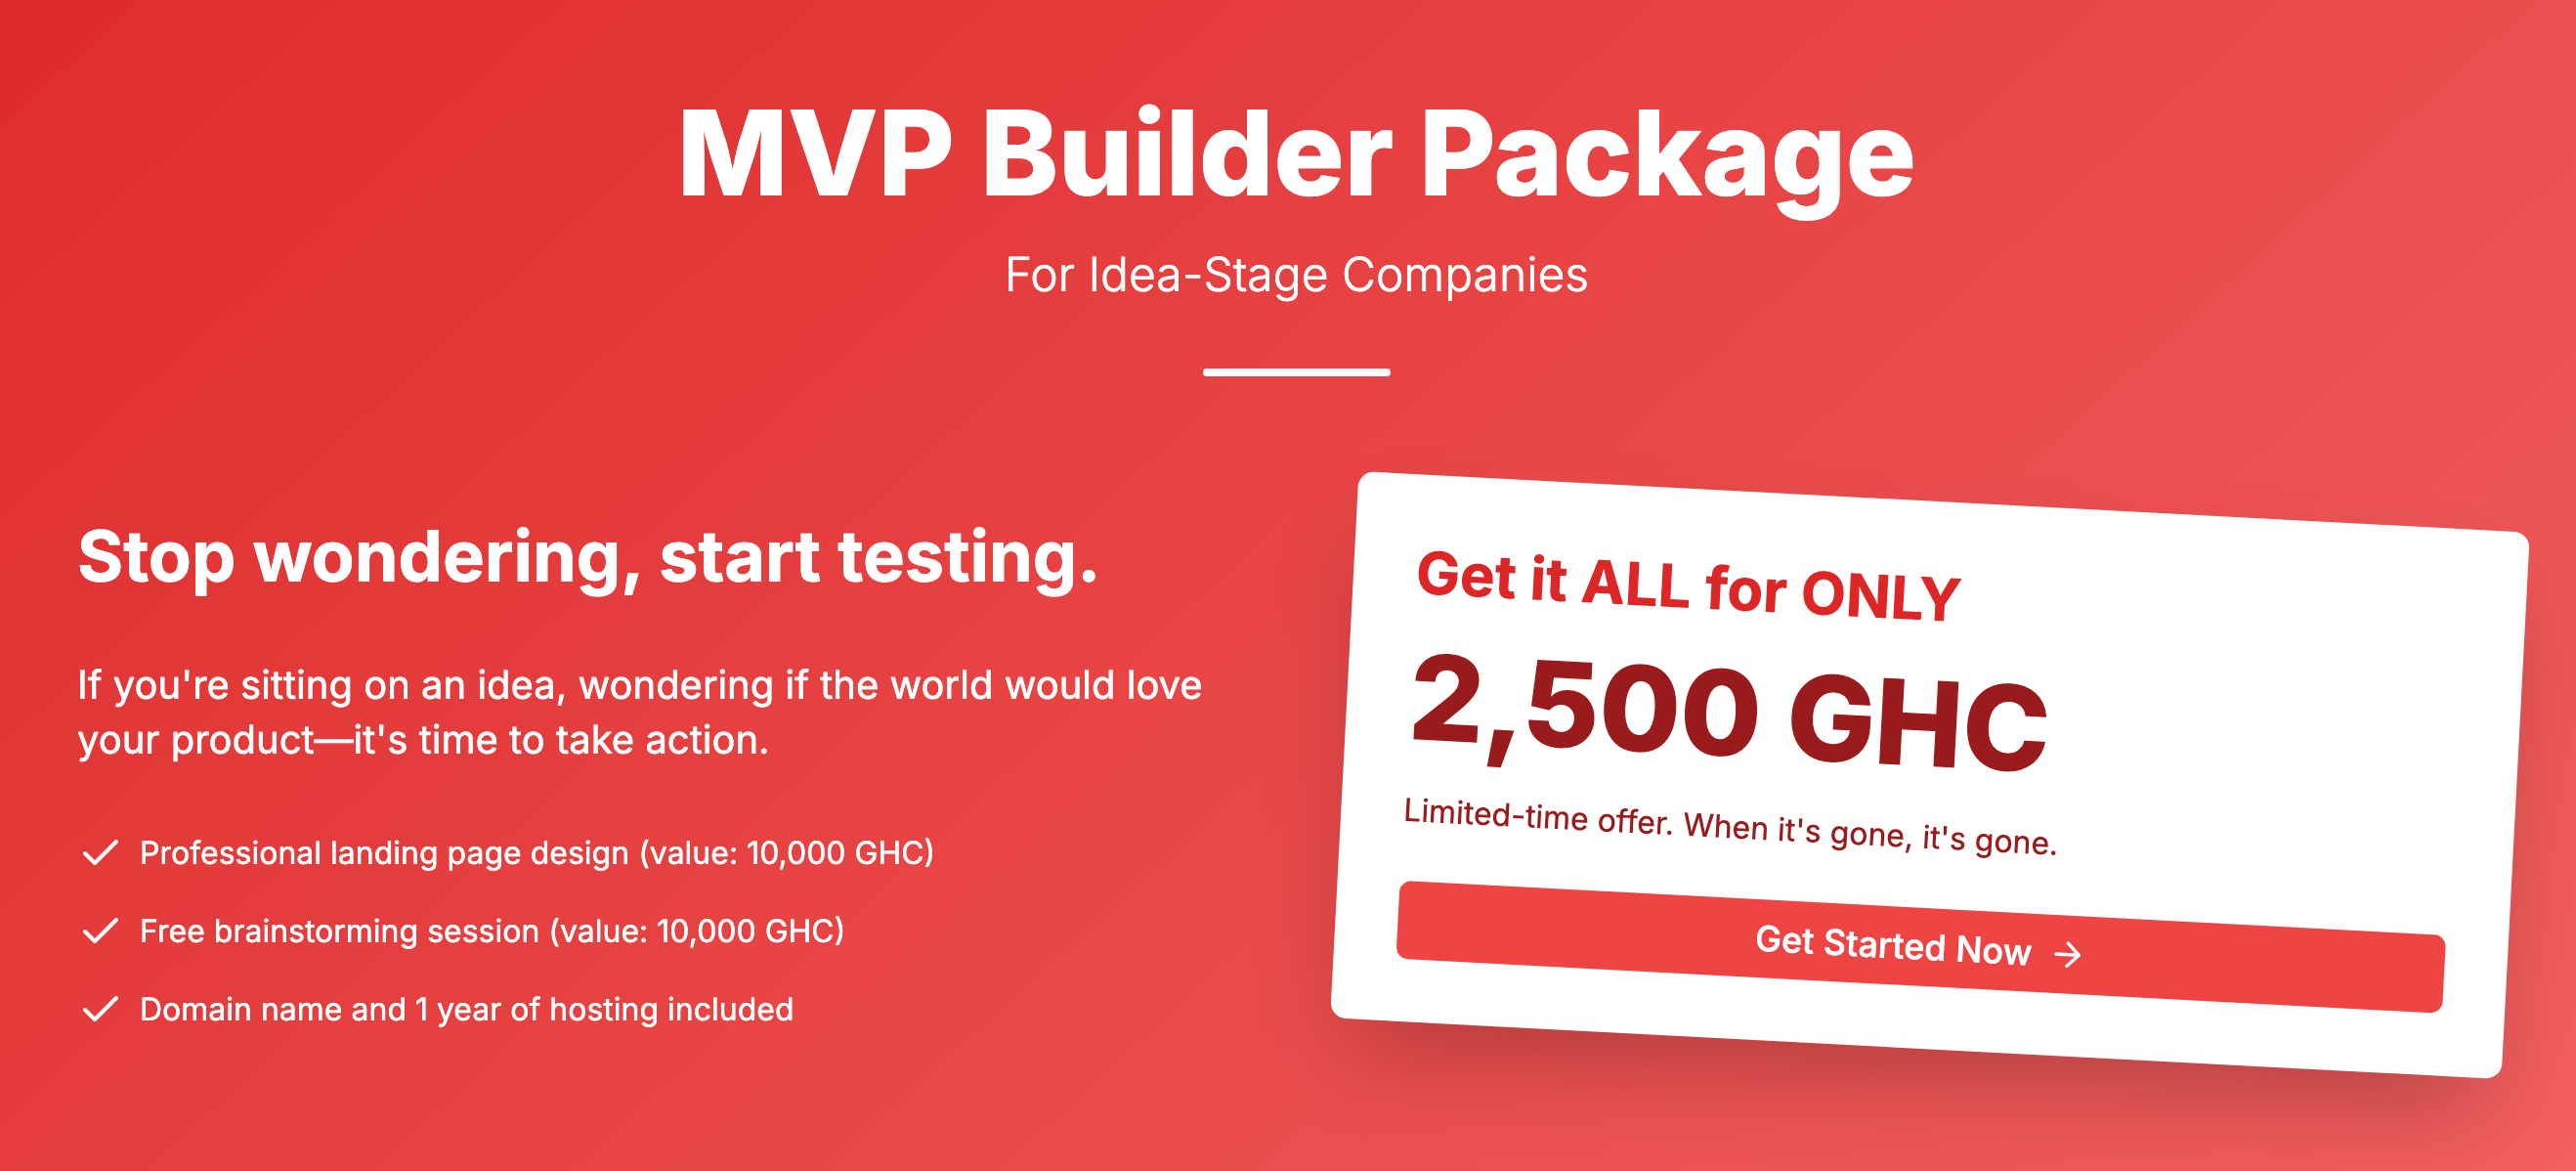 MVP Builder Package
For Idea-Stage Companies
Stop wondering, start testing.
If you're sitting on an idea, wondering if the world would love
your product—it's time to take action.
Professional landing page design (value: 10,000 GHC)
Free brainstorming session (value: 10,000 GHC)
Domain name and 1 year of hosting included
Get it ALL for ONLY
2,500 GHC
Limited-time offer. When it's gone, it's gone.
Get Started Now →